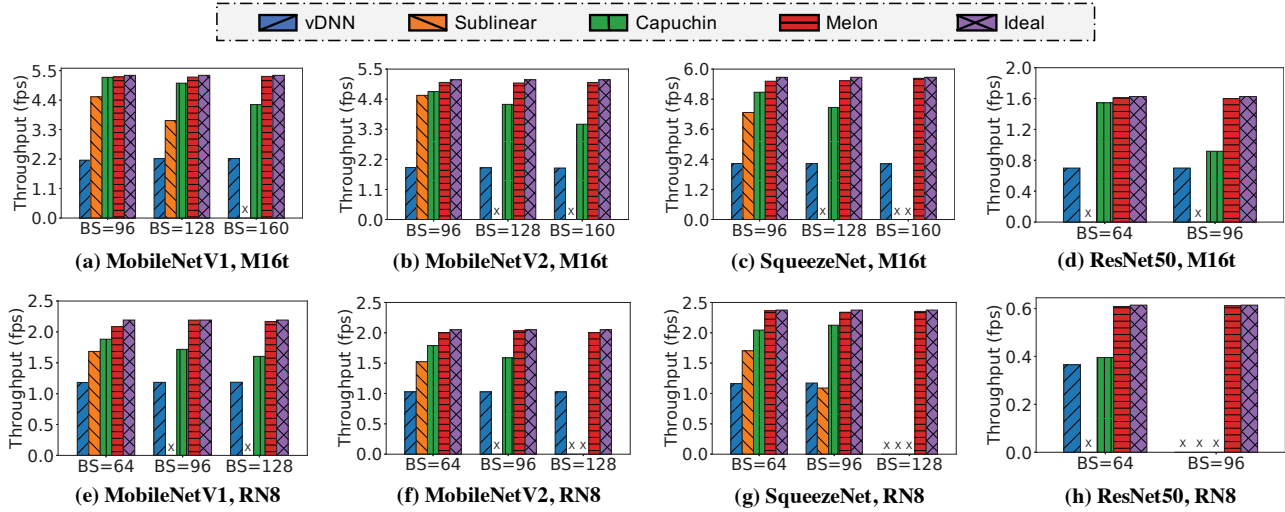 vDNN Sublinear Capuchin Melon Ideal
Throughput (fps)
5.5
4.4
3.3
2.2
1.1
0.0
x
BS=96 BS=128 BS=160
(a) MobileNetV1, M16t
Throughput (fps)
5.5
4.4
3.3
2.2
1.1
0.0
x x
BS=96 BS=128 BS=160
(b) MobileNetV2, M16t
Throughput (fps)
6.0
4.8
3.6
2.4
1.2
0.0
x x x
BS=96 BS=128 BS=160
(c) SqueezeNet, M16t
Throughput (fps)
2.0
1.6
1.2
0.8
0.4
0.0
x x
BS=64 BS=96
(d) ResNet50, M16t
Throughput (fps)
2.5
2.0
1.5
1.0
0.5
0.0
x x
BS=64 BS=96 BS=128
(e) MobileNetV1, RN8
Throughput (fps)
2.5
2.0
1.5
1.0
0.5
0.0
x x x
BS=64 BS=96 BS=128
(f) MobileNetV2, RN8
Throughput (fps)
2.5
2.0
1.5
1.0
0.5
0.0
x x x
BS=64 BS=96 BS=128
(g) SqueezeNet, RN8
Throughput (fps)
0.6
0.4
0.2
0.0
x x x x
BS=64 BS=96
(h) ResNet50, RN8